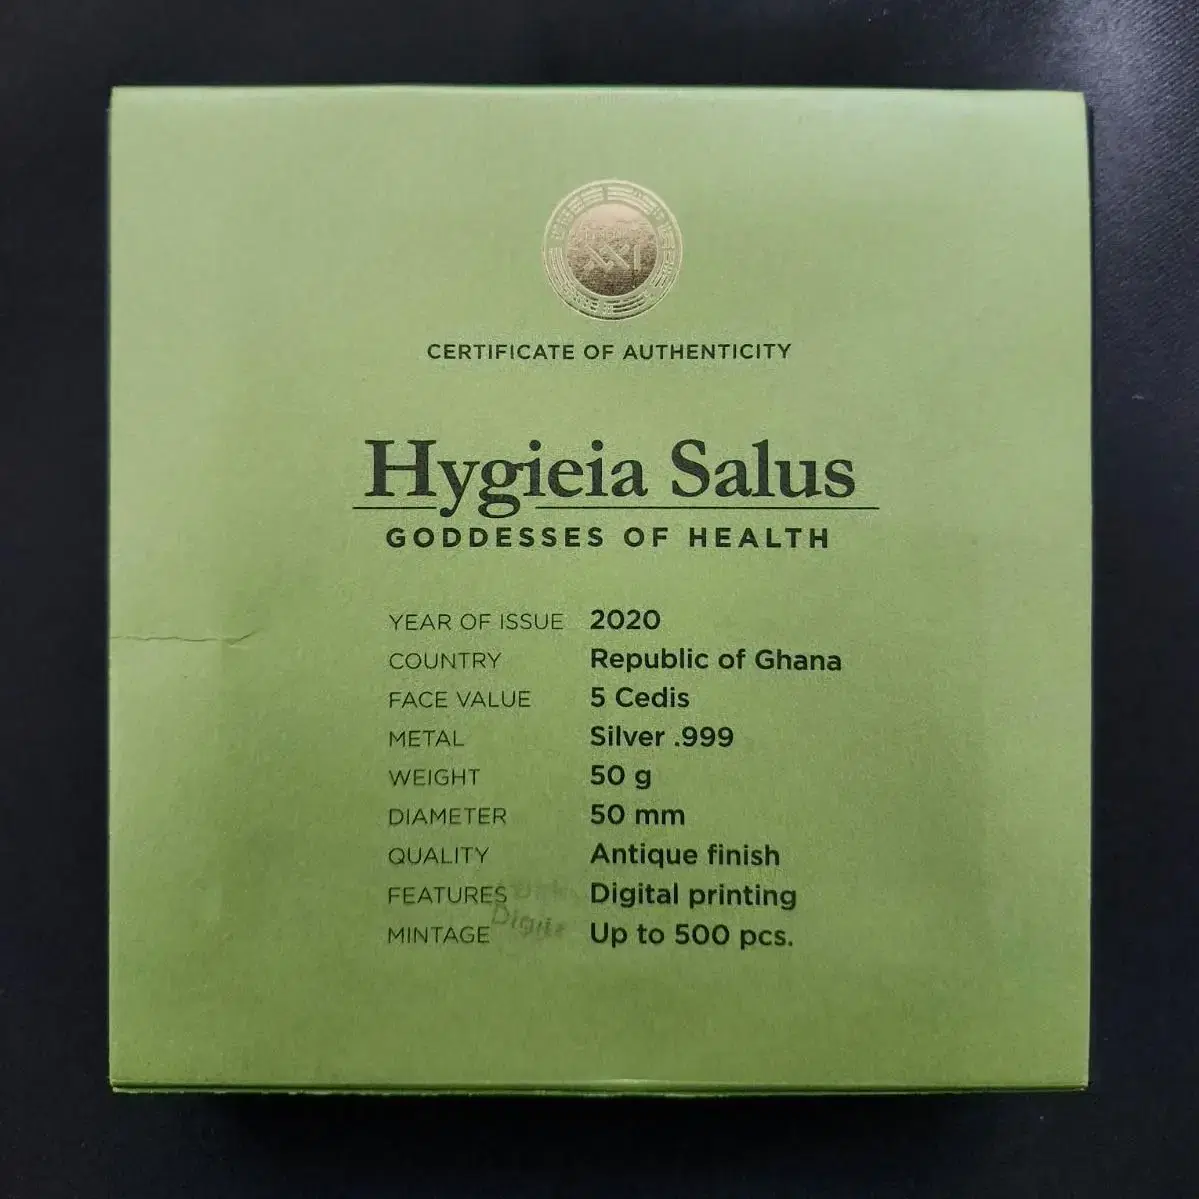 XXI
CERTIFICATE OF AUTHENTICITY
Hygieia Salus
GODDESSES OF HEALTH
YEAR OF ISSUE 2020
COUNTRY Republic of Ghana
FACE VALUE 5 Cedis
METAL Silver .999
WEIGHT 50 g
DIAMETER 50 mm
QUALITY Antique finish
FEATURES Digital printing
MINTAGE Up to 500 pcs.